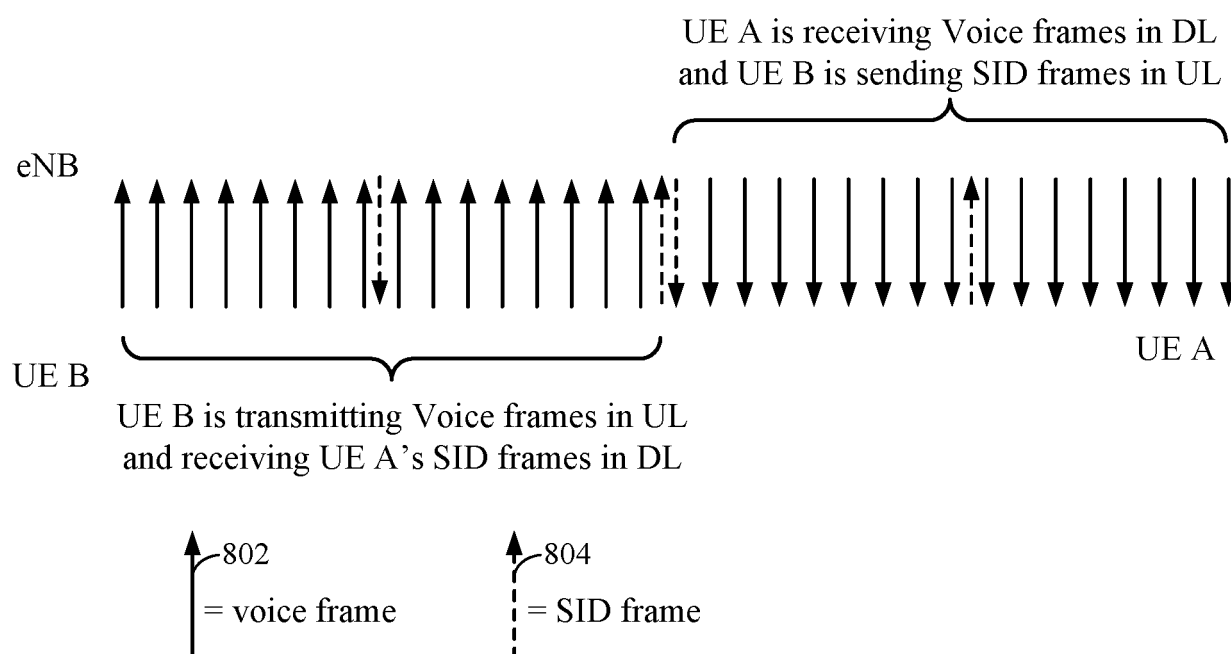 UE A is receiving Voice frames in DL
and UE B is sending SID frames in UL
eNB
UE A
UE B
UE B is transmitting Voice frames in UL
and receiving UE A’s SID frames in DL
802
= voice frame
804
= SID frame